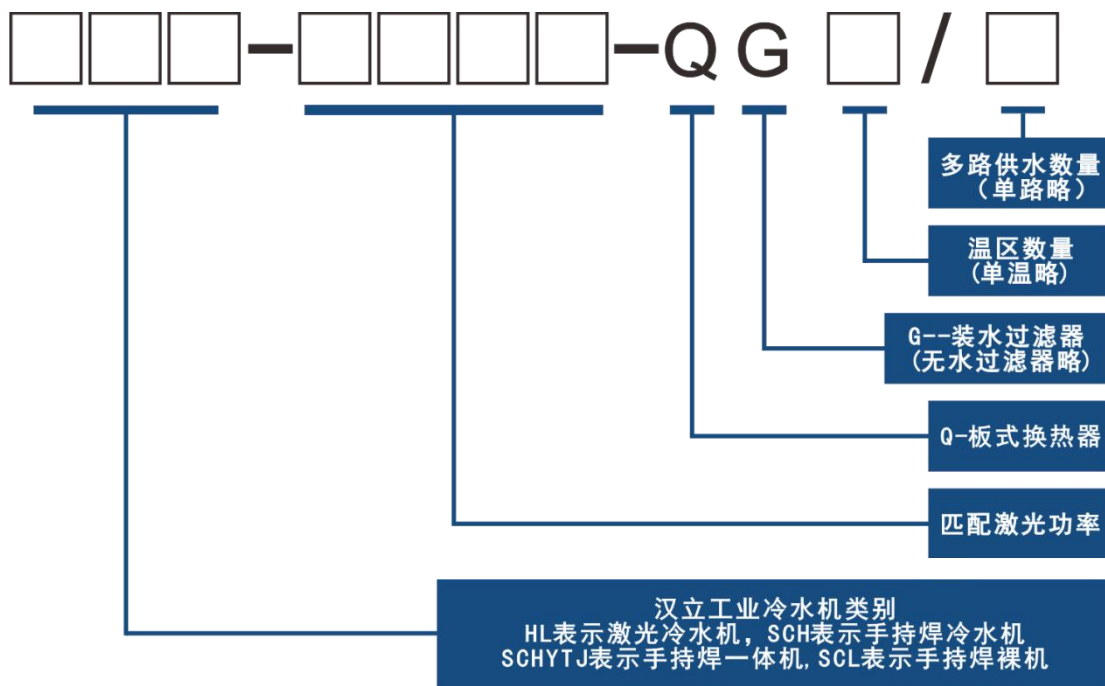 □□□-□□□□-QG□/□
多路供水数量
(单路略)
温区数量
(单温略)
G--装水过滤器
(无水过滤器略)
Q-板式换热器
匹配激光功率
汉立工业冷水机类别
HL表示激光冷水机, SCH表示手持焊冷水机
SCHYTJ表示手持焊一体机, SCL表示手持焊裸机